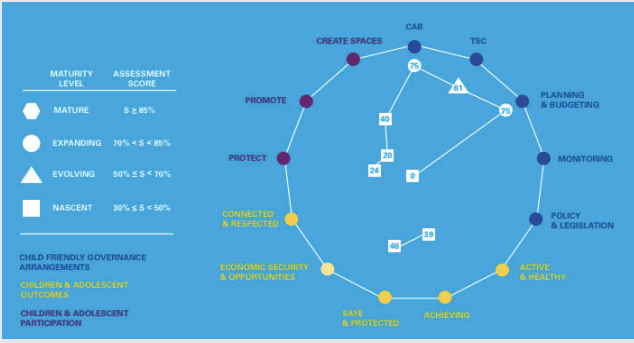 MATURITY LEVEL
ASSESSMENT SCORE
MATURE S ≥ 85%
EXPANDING 70% < S < 85%
EVOLVING 50% ≤ S < 70%
NASCENT 30% ≤ S < 50%
CHILD FRIENDLY GOVERNANCE
ARRANGEMENTS
CHILDREN & ADOLESCENT
OUTCOMES
CHILDREN & ADOLESCENT
PARTICIPATION
CAB
TSC
PLANNING
& BUDGETING
MONITORING
POLICY
& LEGISLATION
ACTIVE
& HEALTHY
ACHIEVING
SAFE
& PROTECTED
ECONOMIC SECURITY
& OPPORTUNITIES
CONNECTED
& RESPECTED
PROTECT
PROMOTE
CREATE SPACES
75
61
75
40
20
24
0
39
46